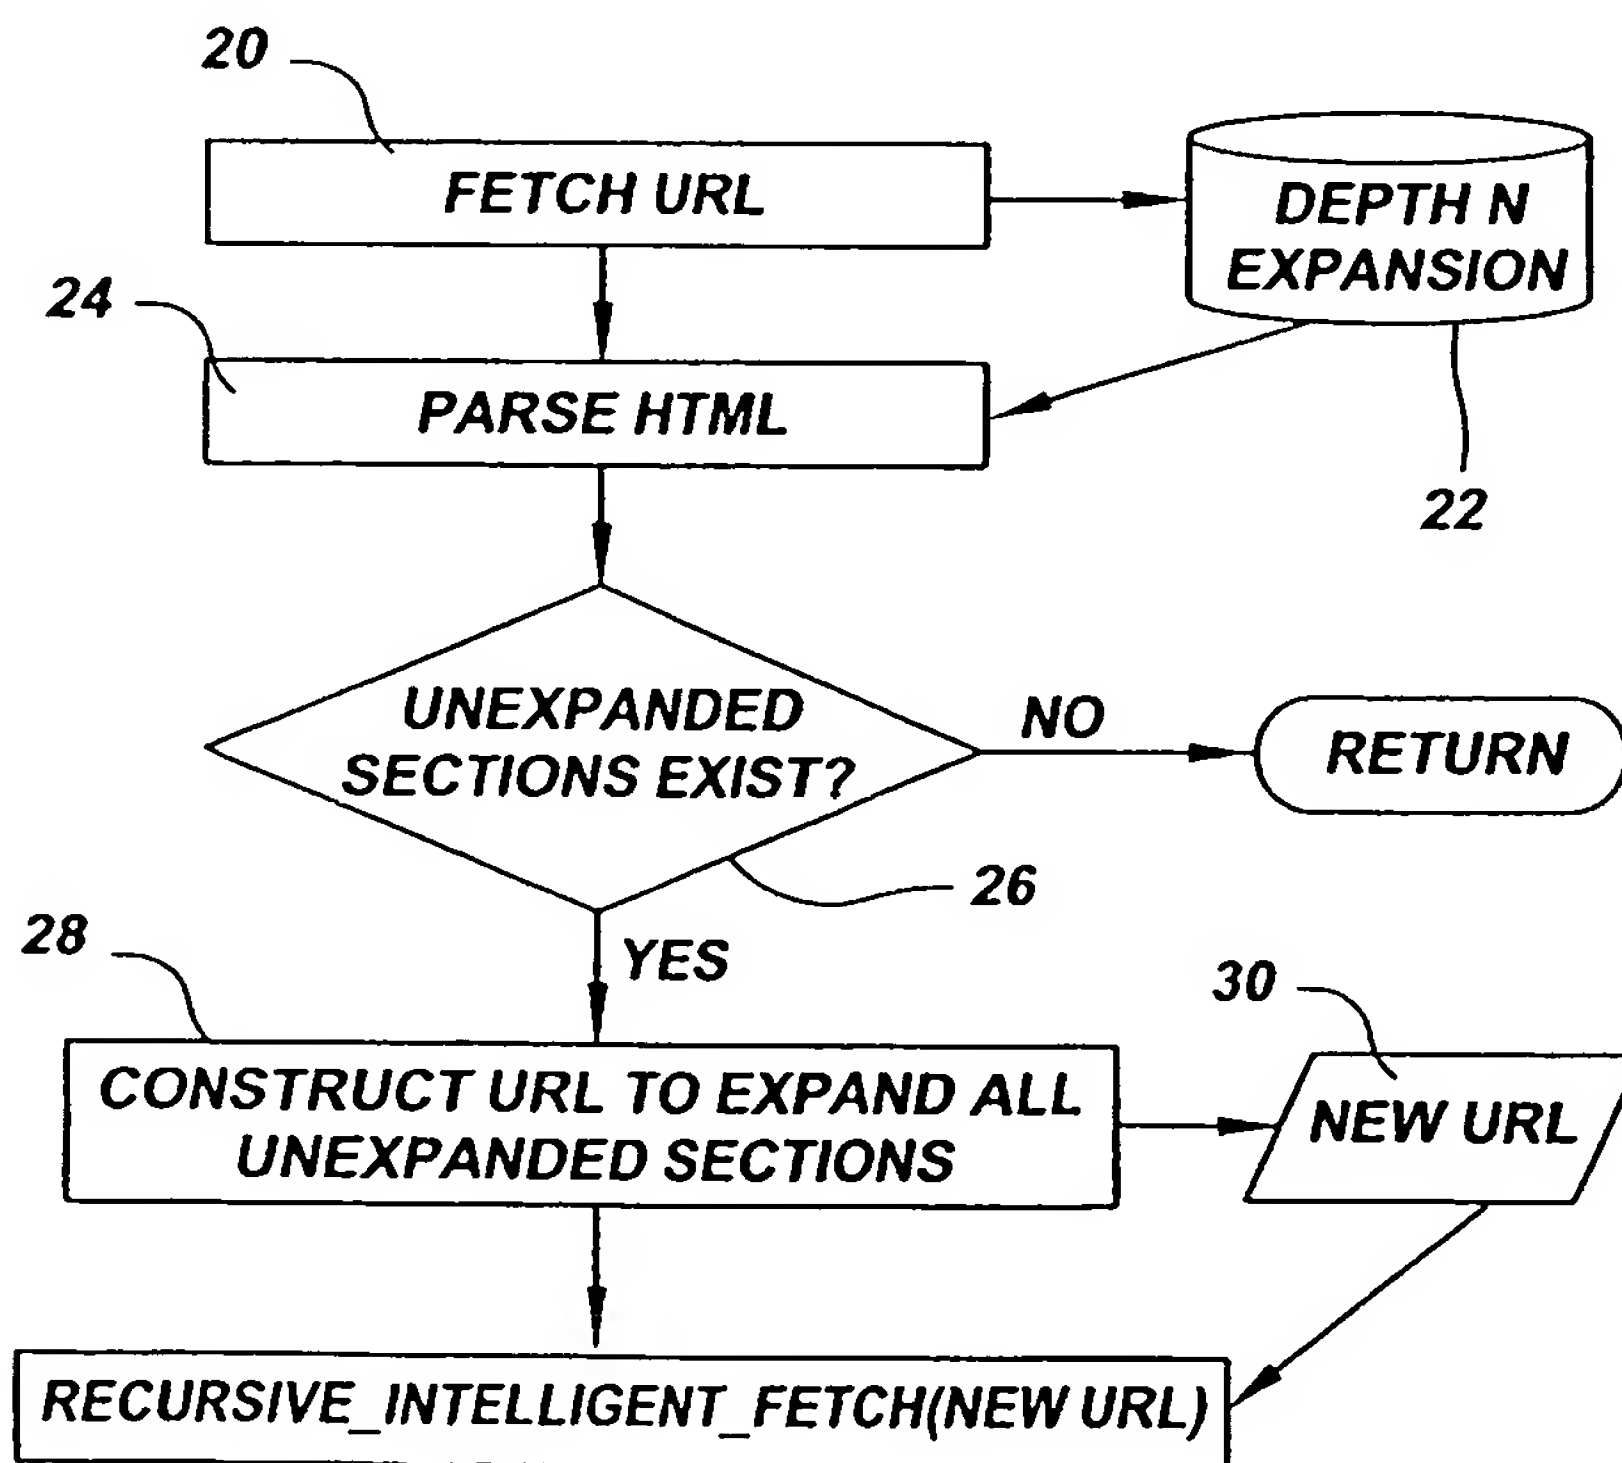 20
FETCH URL
DEPTH N
EXPANSION
24
PARSE HTML
22
UNEXPANDED
SECTIONS EXIST?
NO
RETURN
26
YES
28
30
CONSTRUCT URL TO EXPAND ALL
UNEXPANDED SECTIONS
NEW URL
RECURSIVE_INTELLIGENT_FETCH(NEW URL)